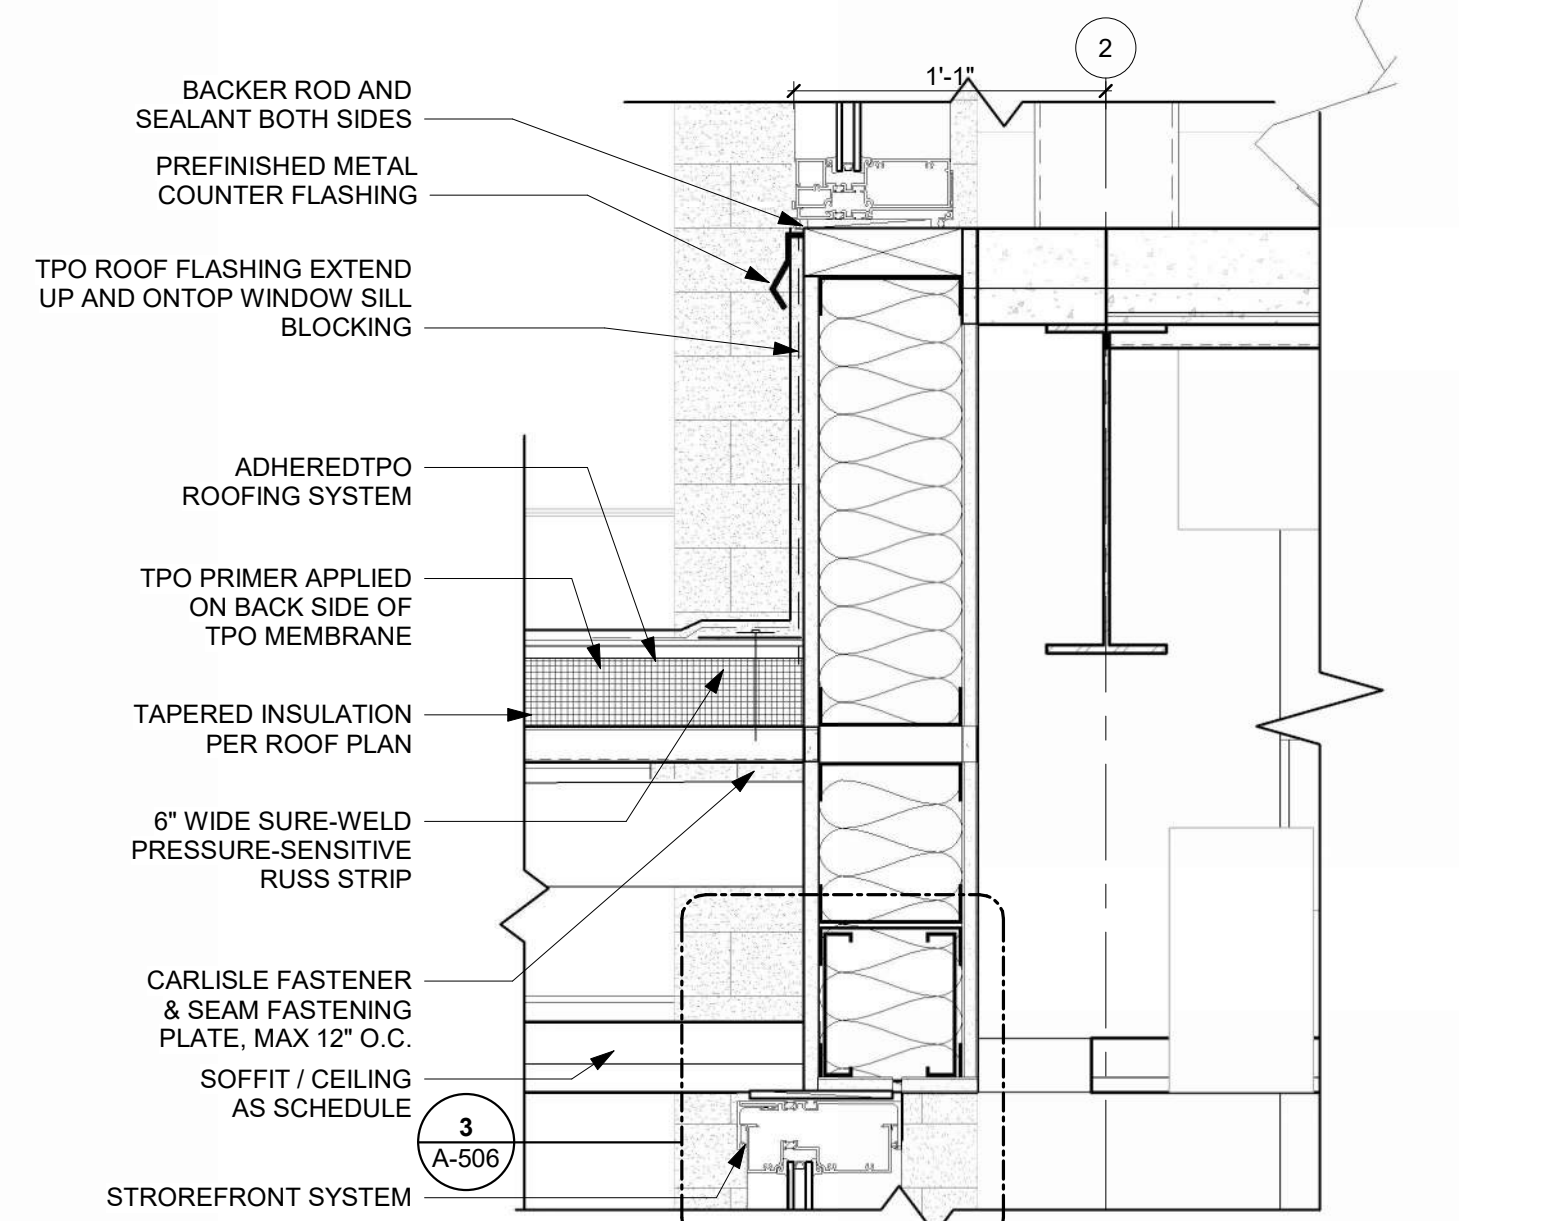 2
1'-1"
BACKER ROD AND
SEALANT BOTH SIDES
PREFINISHED METAL
COUNTER FLASHING
TPO ROOF FLASHING EXTEND
UP AND ONTOP WINDOW SILL
BLOCKING
ADHEREDTPO
ROOFING SYSTEM
TPO PRIMER APPLIED
ON BACK SIDE OF
TPO MEMBRANE
TAPERED INSULATION
PER ROOF PLAN
6" WIDE SURE-WELD
PRESSURE-SENSITIVE
RUSS STRIP
CARLISLE FASTENER
& SEAM FASTENING
PLATE, MAX 12" O.C.
SOFFIT / CEILING
AS SCHEDULE
3
A-506
STROREFRONT SYSTEM